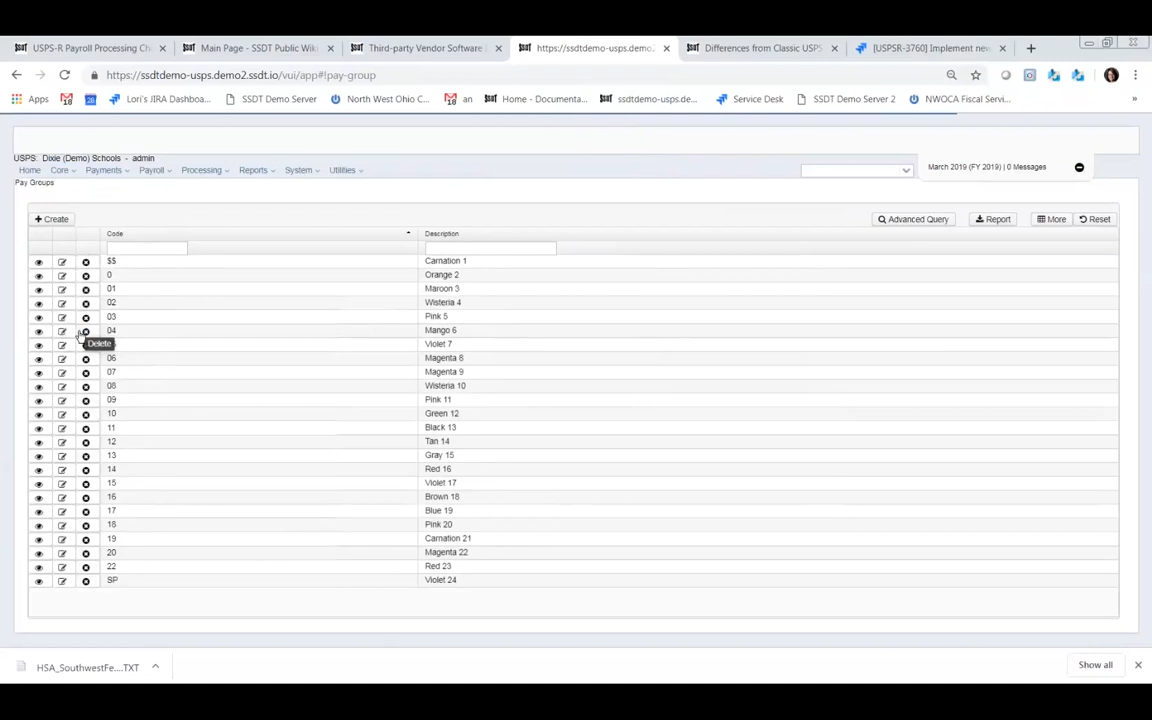 USPS-R Payroll Processing Ch
Main Page - SSDT Public Wiki
Third-party Vendor Software
https://ssdtdemo-usps.demo2.
Differences from Classic USPS
[USPSR-3760] Implement new
https://ssdtdemo-usps.demo2.ssdt.io/vui/app#!pay-group
Apps
Lori's JIRA Dashboa...
SSDT Demo Server
North West Ohio C...
an
Home - Documenta...
ssdtdemo-usps.de...
Service Desk
SSDT Demo Server 2
NWOCA Fiscal Servi...
»
USPS: Dixie (Demo) Schools - admin
Home Core Payments Payroll Processing Reports System Utilities
March 2019 (FY 2019) | 0 Messages
Pay Groups
Create
Advanced Query
Report
More
Reset
Code Description
$$ Carnation 1
0 Orange 2
01 Maroon 3
02 Wisteria 4
03 Pink 5
04 Mango 6
Delete
Violet 7
06 Magenta 8
07 Magenta 9
08 Wisteria 10
09 Pink 11
10 Green 12
11 Black 13
12 Tan 14
13 Gray 15
14 Red 16
15 Violet 17
16 Brown 18
17 Blue 19
18 Pink 20
19 Carnation 21
20 Magenta 22
22 Red 23
SP Violet 24
HSA_SouthwestFe....TXT
Show all